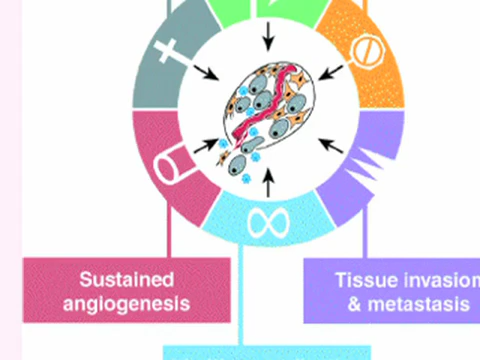 Sustained
angiogenesis
Tissue invasion
& metastasis